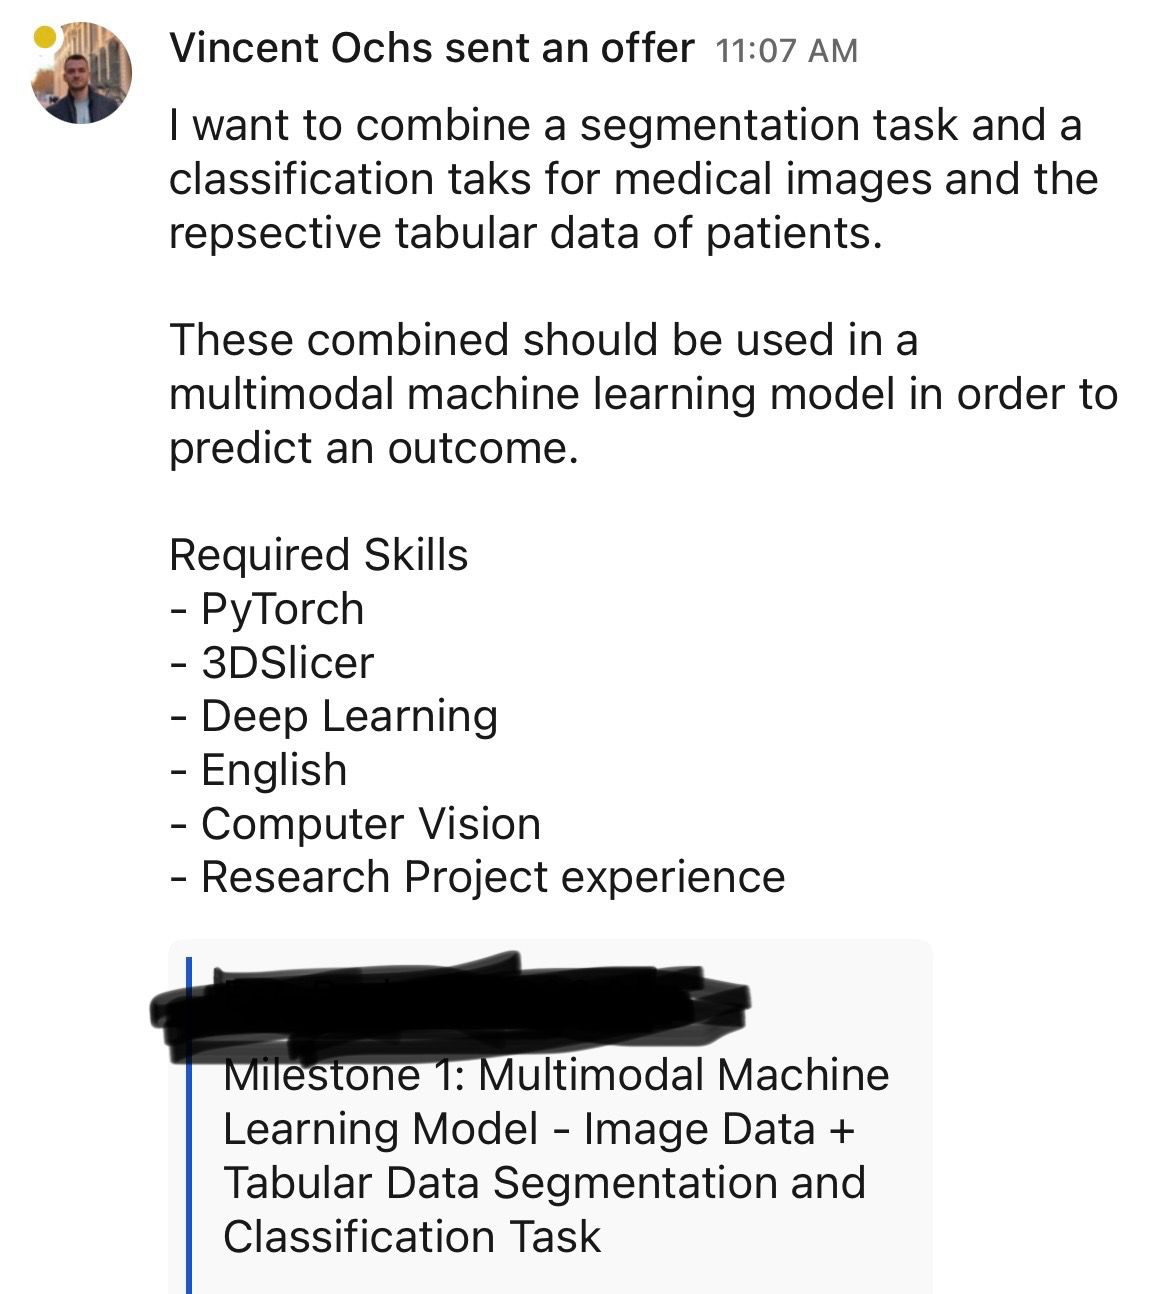 Vincent Ochs sent an offer 11:07 AM
I want to combine a segmentation task and a
classification taks for medical images and the
repsective tabular data of patients.
These combined should be used in a
multimodal machine learning model in order to
predict an outcome.
Required Skills
- PyTorch
- 3DSlicer
- Deep Learning
- English
- Computer Vision
- Research Project experience
Milestone 1: Multimodal Machine
Learning Model - Image Data +
Tabular Data Segmentation and
Classification Task